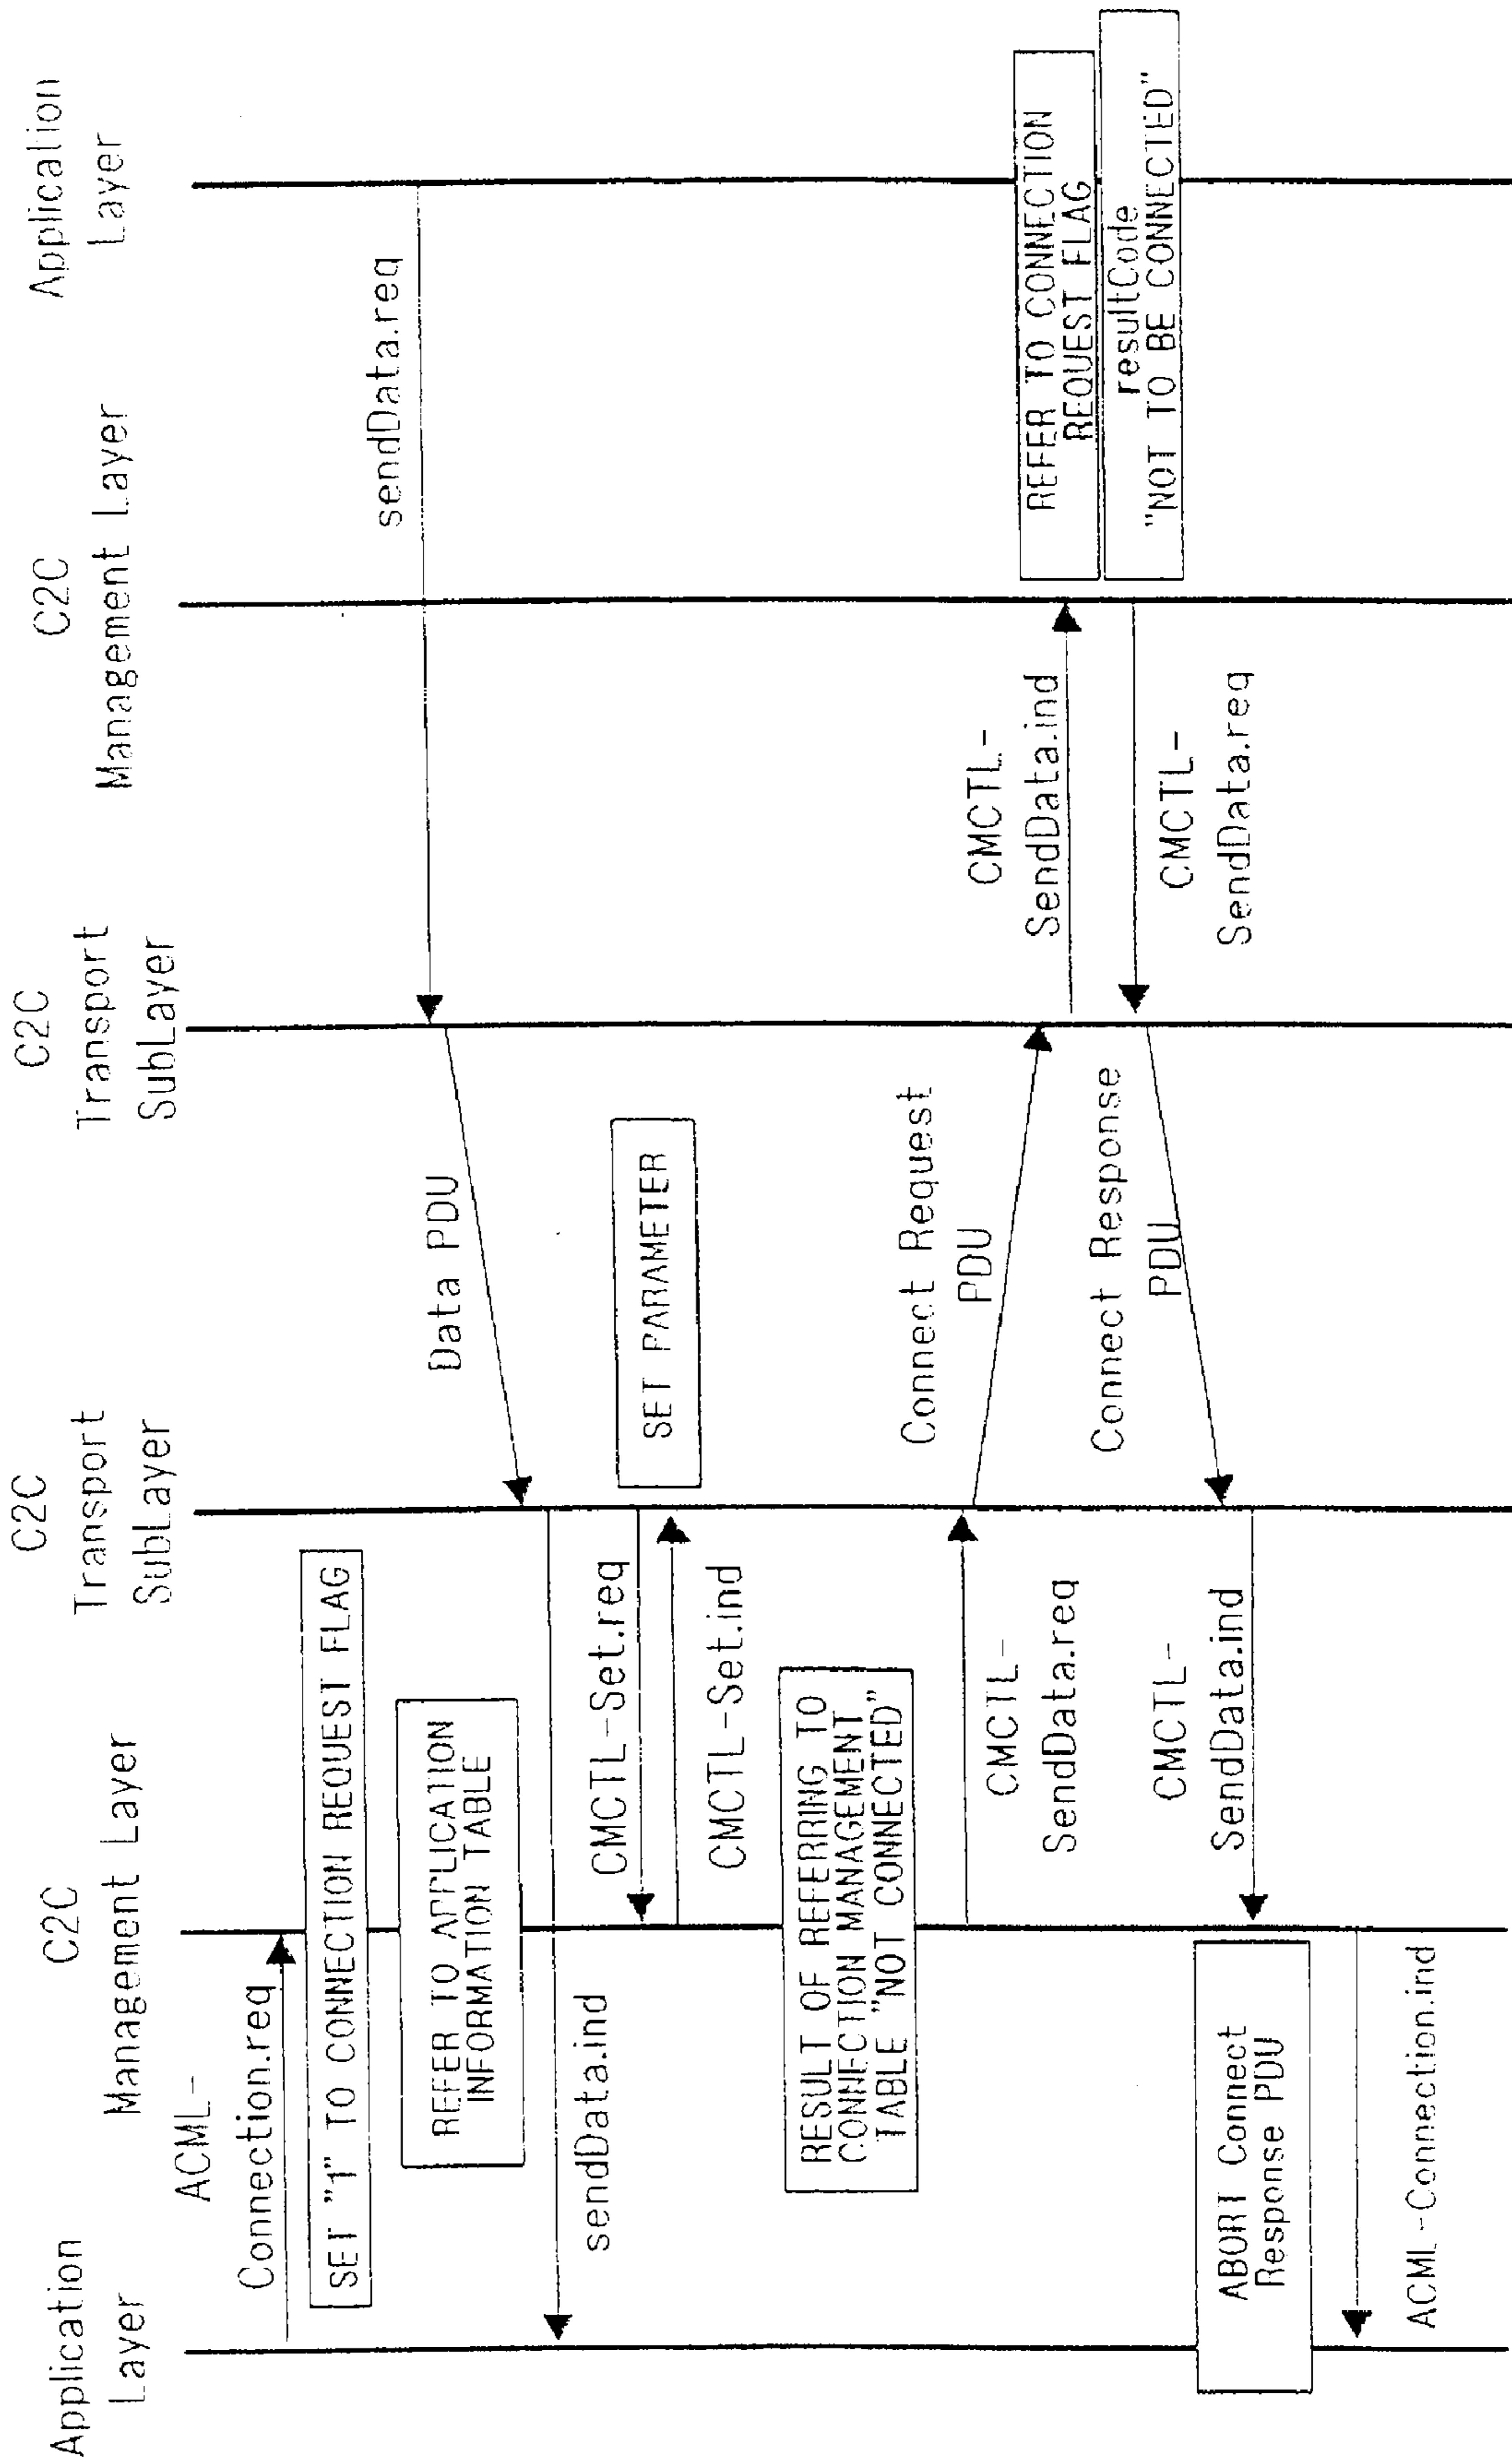 Application
Layer
C2C
Management Layer
C2C
Transport
SubLayer
C2C
Transport
SubLayer
C2C
Management Layer
Application
Layer
ACML-
Connection.req
SET "1" TO CONNECTION REQUEST FLAG
sendData.req
REFER TO APPLICATION
INFORMATION TABLE
Data PDU
sendData.ind
CMCTL-Set.req
SET PARAMETER
CMCTL-Set.ind
RESULT OF REFERRING TO
CONNECTION MANAGEMENT
TABLE "NOT CONNECTED"
CMCTL-
SendData.req
Connect Request
PDU
CMCTL-
SendData.ind
REFER TO CONNECTION
REQUEST FLAG
resultCode
"NOT TO BE CONNECTED"
CMCTL-
SendData.req
Connect Response
PDU
CMCTL-
SendData.ind
ABORT Connect
Response PDU
ACML-Connection.ind